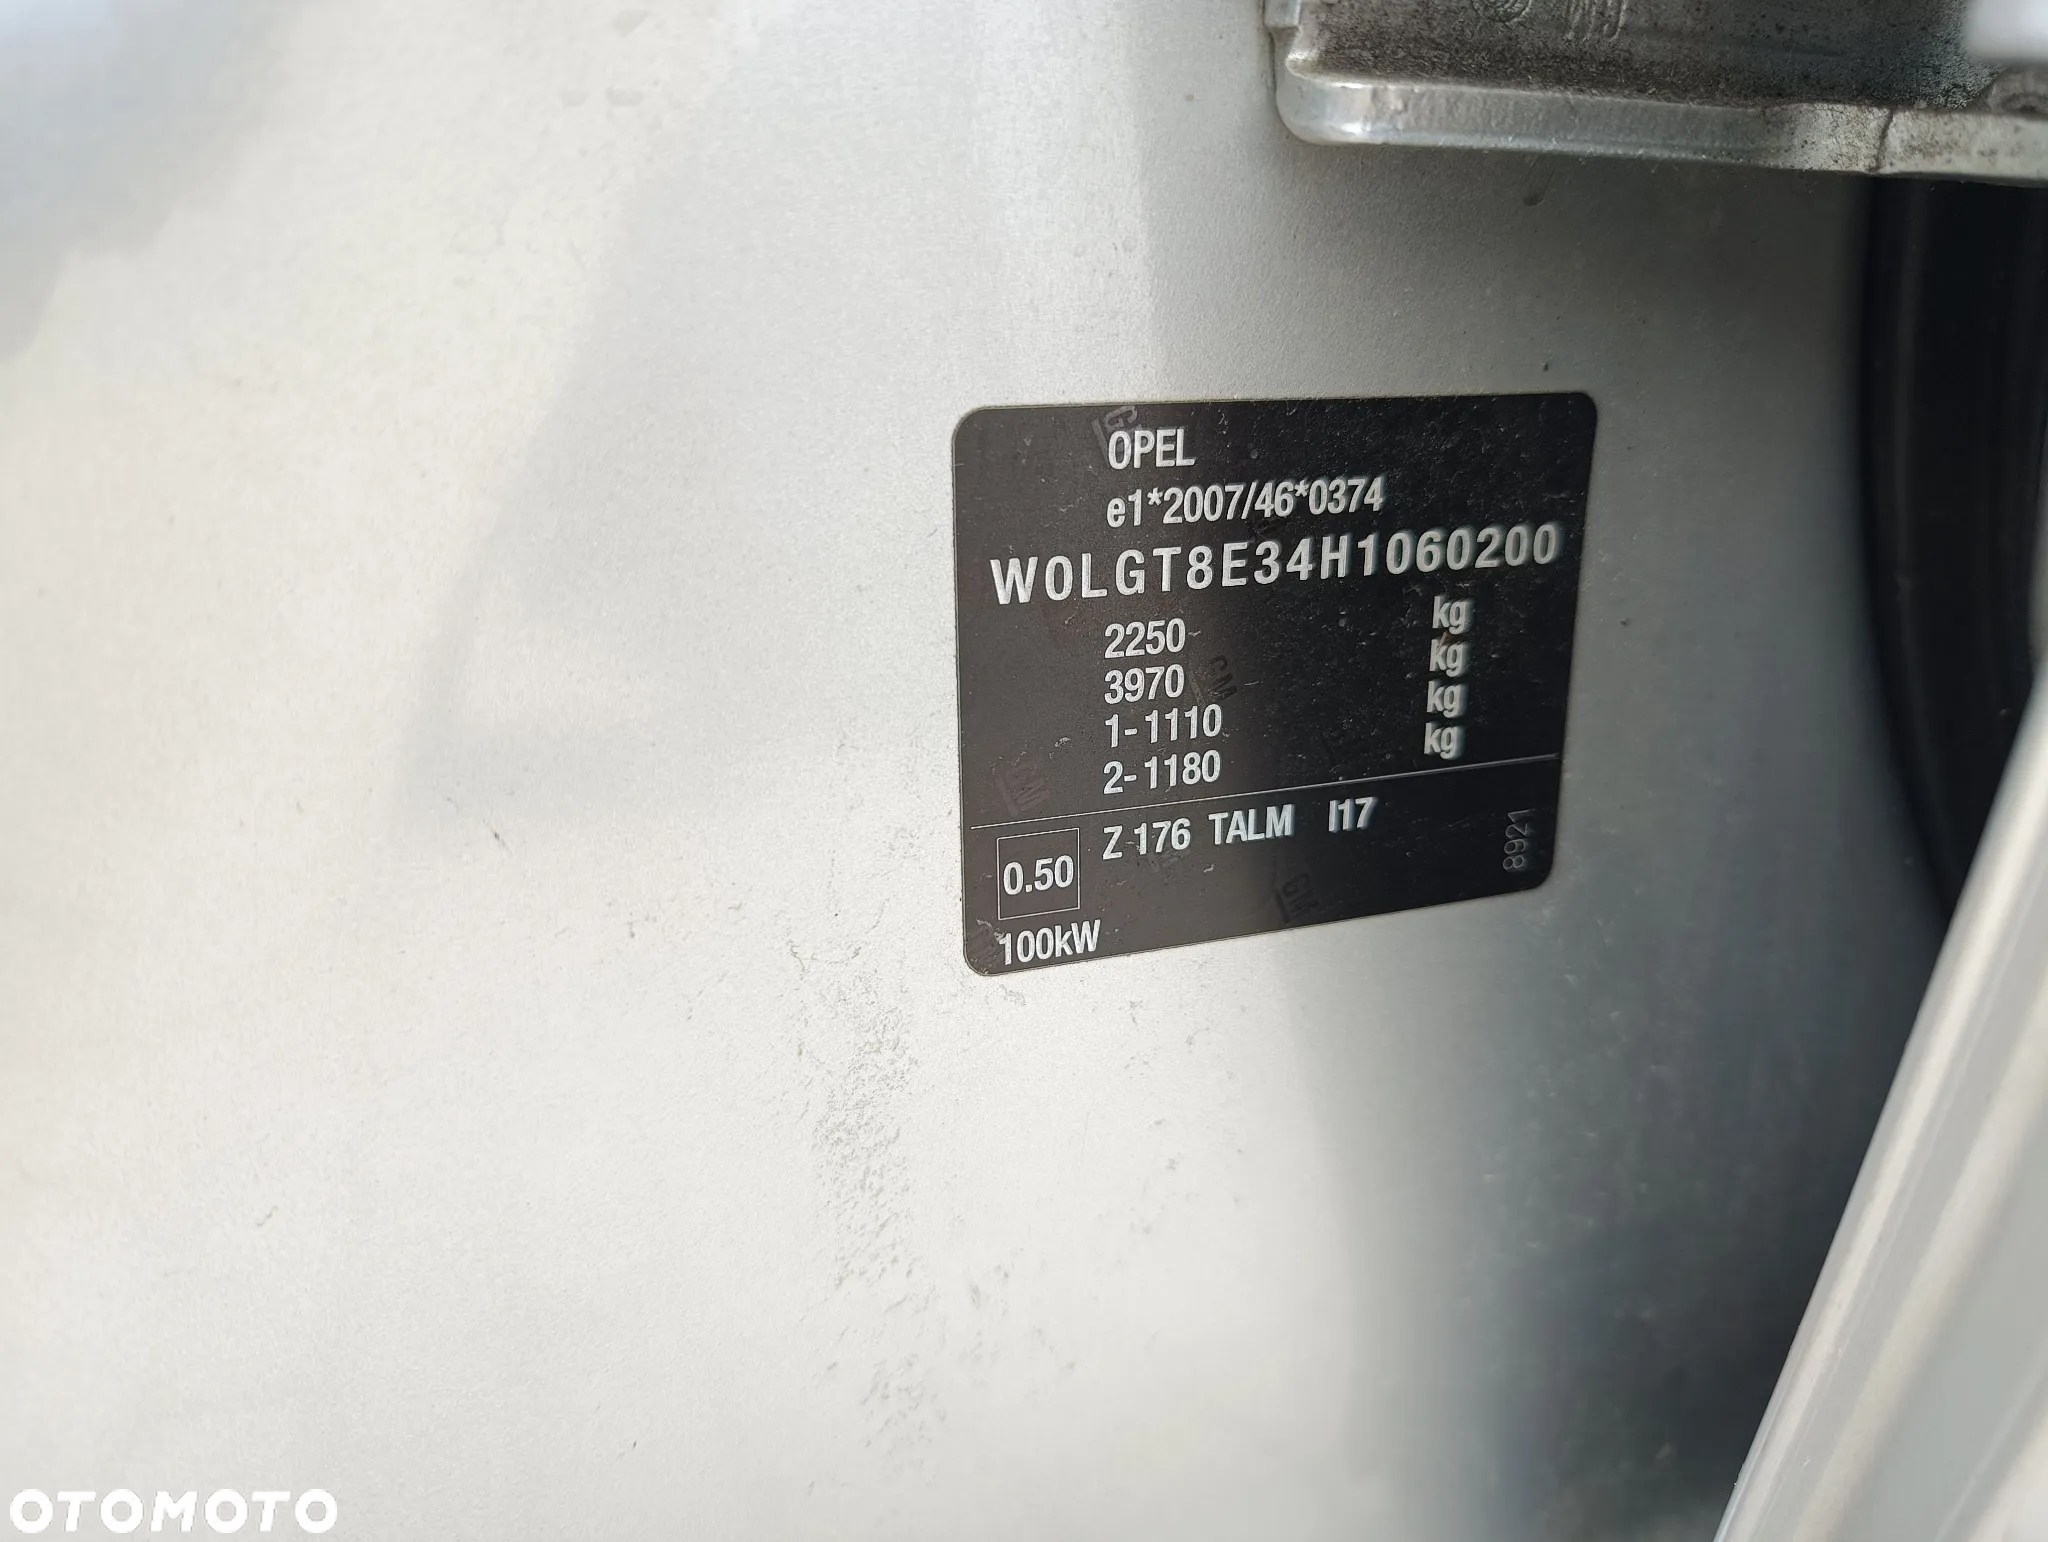 OPEL
e1*2007/46*0374
W0LGT8E34H1060200
2250 kg
3970 kg
1-1110 kg
2-1180 kg
Z 176 TALM I17
0.50
8921
100kW
OTOMOTO